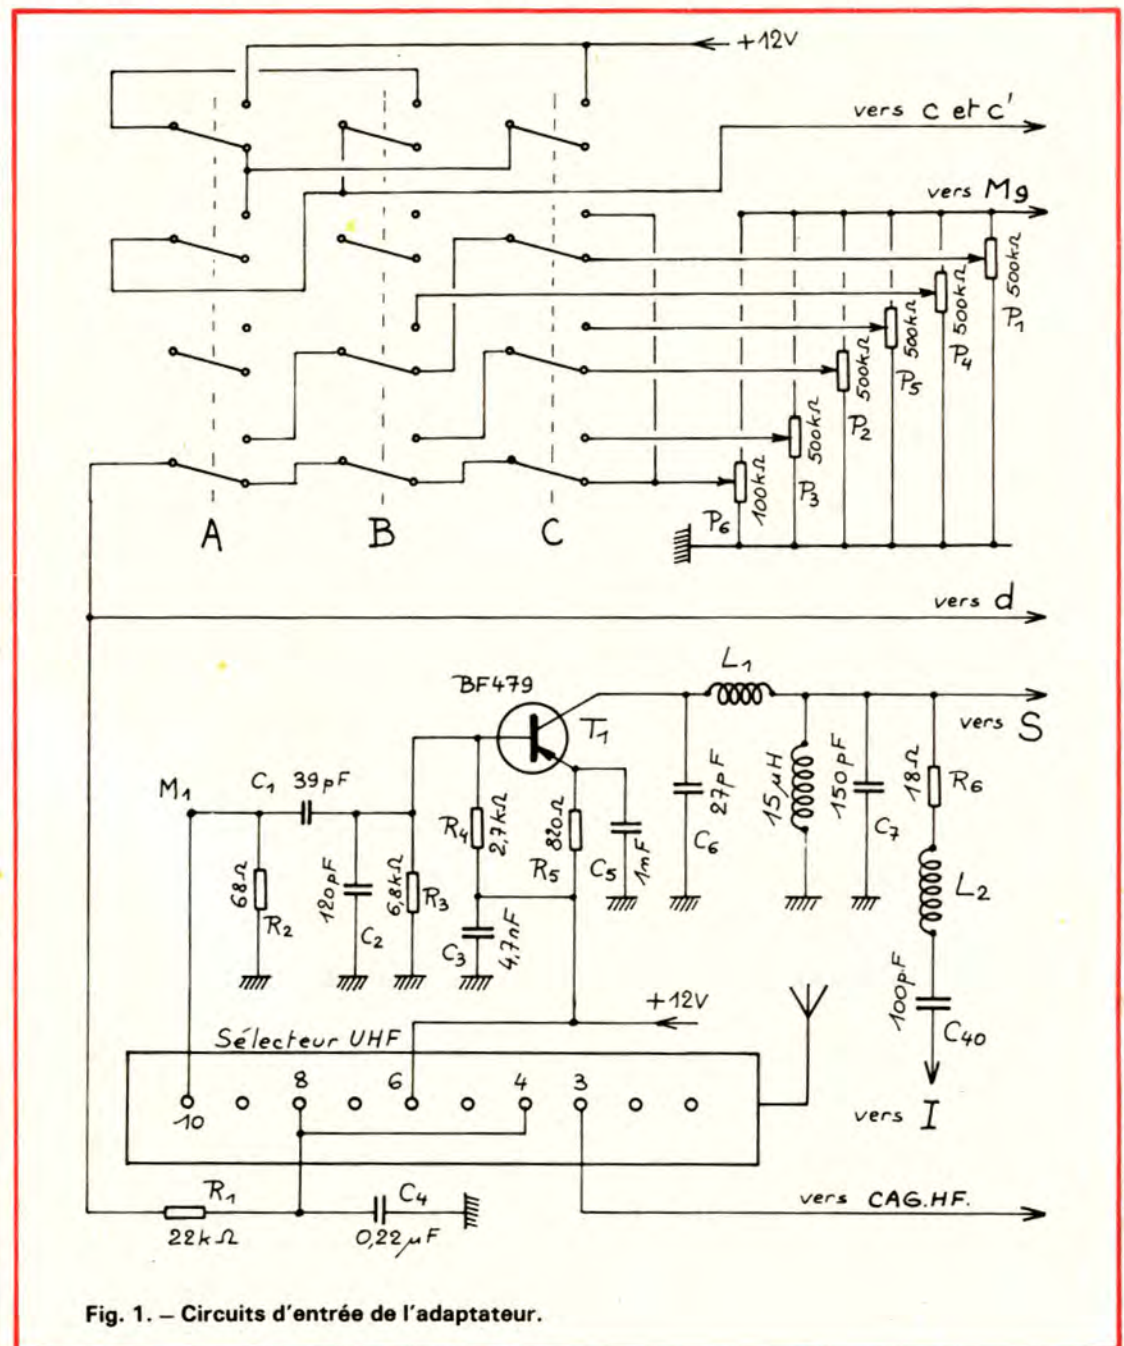 +12V
vers C et C'
vers Mg
500kΩ
P1
500kΩ
P4
500kΩ
P5
500kΩ
P2
500kΩ
P3
100kΩ
P6
A
B
C
vers d
BF479
T1
L1
vers S
M1
C1 39pF
68Ω
R2
120pF
C2
6,8kΩ
R3
R4
2,7kΩ
C3
4,7nF
820Ω
R5
C5
1nF
27pF
C6
15µH
150pF
C7
18Ω
R6
L2
100pF
C40
vers I
+12V
Sélecteur UHF
10
8
6
4
3
R1
22kΩ
C4
0,22µF
vers CAG.HF.
Fig. 1. – Circuits d'entrée de l'adaptateur.